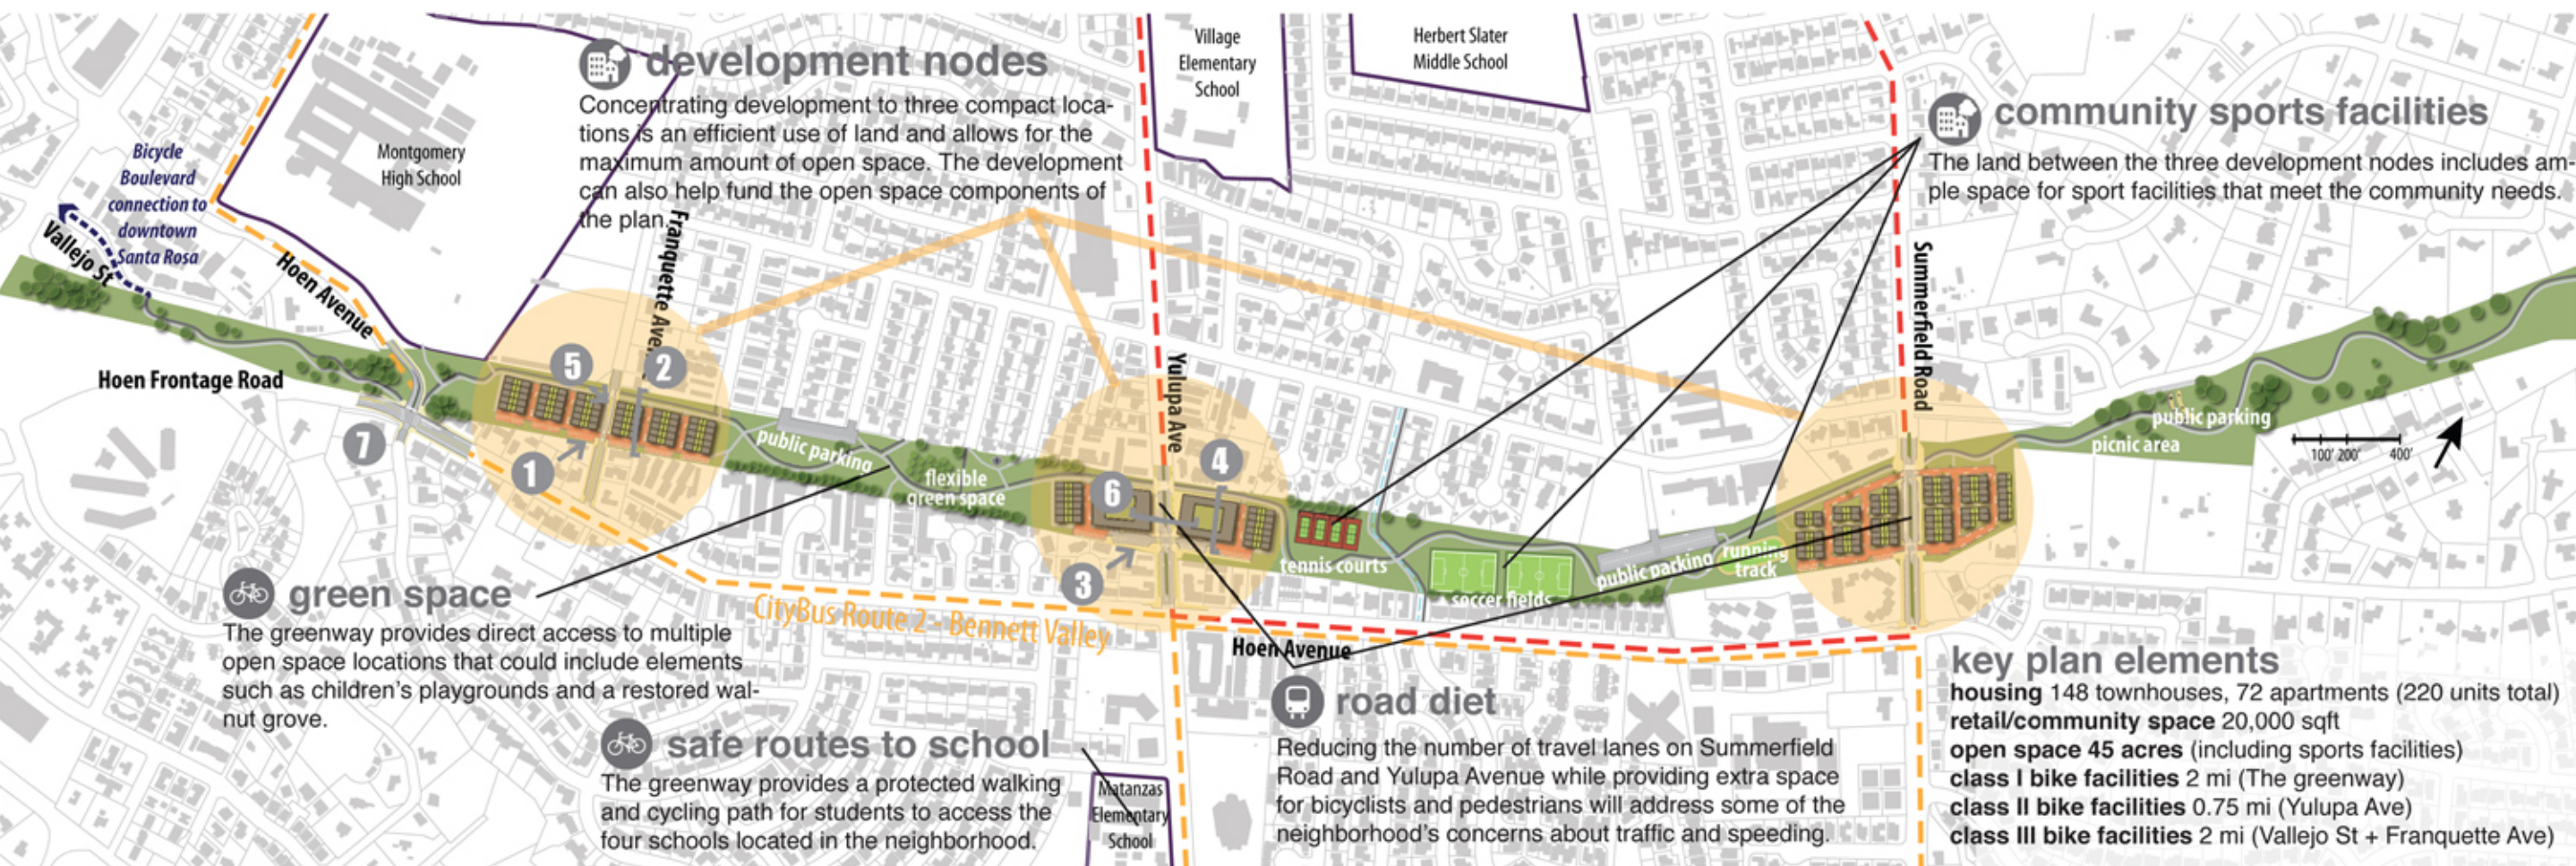 development nodes
Concentrating development to three compact loca-
tions is an efficient use of land and allows for the
maximum amount of open space. The development
can also help fund the open space components of
the plan.
Village
Elementary
School
Herbert Slater
Middle School
community sports facilities
The land between the three development nodes includes am-
ple space for sport facilities that meet the community needs.
Montgomery
High School
Bicycle
Boulevard
connection to
downtown
Santa Rosa
Vallejo St
Hoen Avenue
Hoen Frontage Road
Franquette Ave
Yulupa Ave
Summerfield Road
5
2
7
1
6
4
3
public parking
flexible
green space
tennis courts
soccer fields
public parking
running
track
public parking
picnic area
100' 200' 400'
CityBus Route 2 - Bennett Valley
Hoen Avenue
green space
The greenway provides direct access to multiple
open space locations that could include elements
such as children's playgrounds and a restored wal-
nut grove.
safe routes to school
The greenway provides a protected walking
and cycling path for students to access the
four schools located in the neighborhood.
Matanzas
Elementary
School
road diet
Reducing the number of travel lanes on Summerfield
Road and Yulupa Avenue while providing extra space
for bicyclists and pedestrians will address some of the
neighborhood's concerns about traffic and speeding.
key plan elements
housing 148 townhouses, 72 apartments (220 units total)
retail/community space 20,000 sqft
open space 45 acres (including sports facilities)
class I bike facilities 2 mi (The greenway)
class II bike facilities 0.75 mi (Yulupa Ave)
class III bike facilities 2 mi (Vallejo St + Franquette Ave)